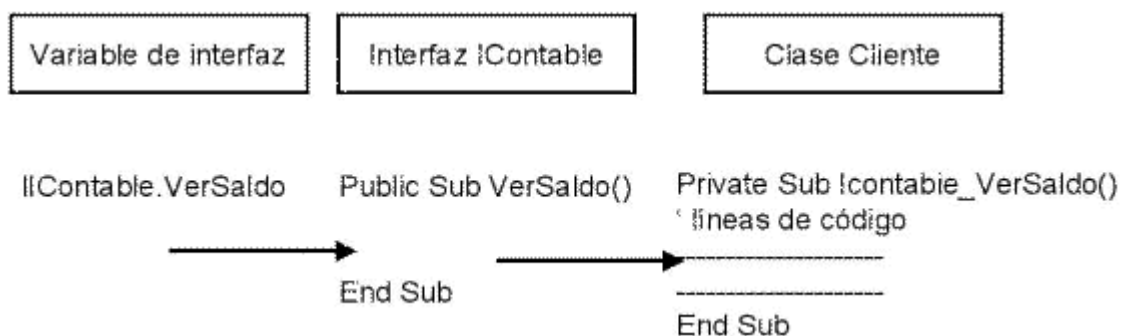 Variable de interfaz
Interfaz IContable
Clase Cliente
lIContable.VerSaldo
Public Sub VerSaldo()
End Sub
Private Sub Icontable_VerSaldo()
' líneas de código
---------------------
---------------------
End Sub